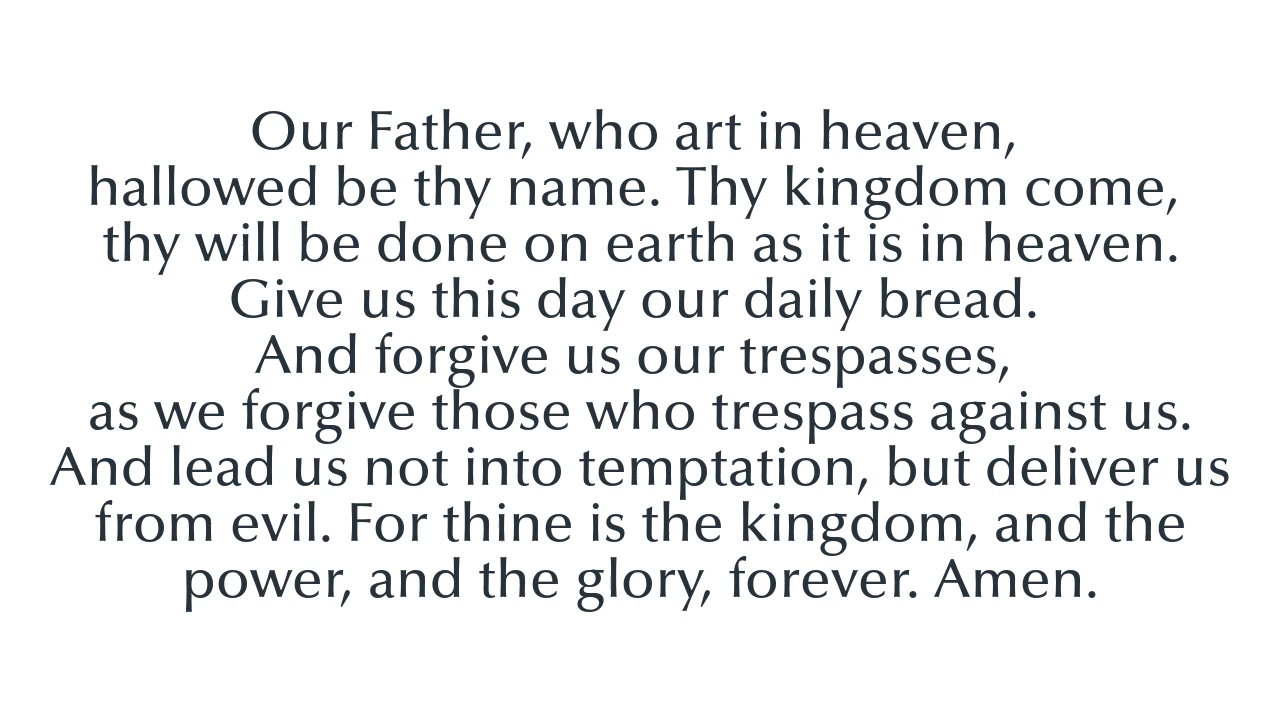 Our Father, who art in heaven,
hallowed be thy name. Thy kingdom come,
thy will be done on earth as it is in heaven.
Give us this day our daily bread.
And forgive us our trespasses,
as we forgive those who trespass against us.
And lead us not into temptation, but deliver us
from evil. For thine is the kingdom, and the
power, and the glory, forever. Amen.